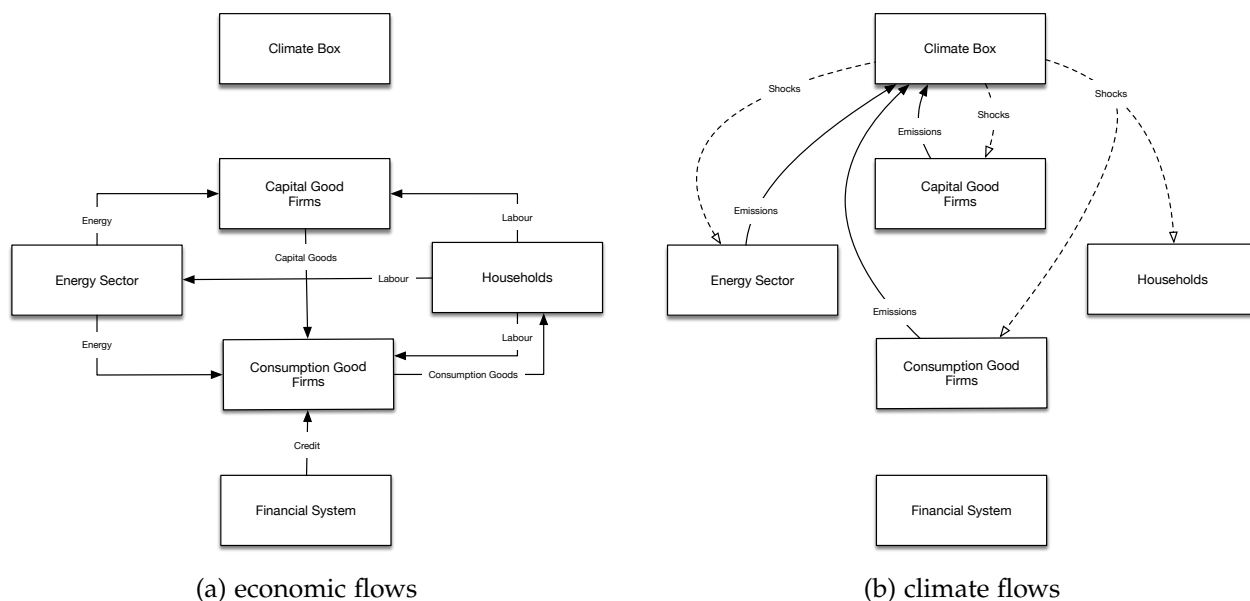 Climate Box
Capital Good
Firms
Energy
Labour
Capital Goods
Energy Sector
Labour
Households
Energy
Labour
Consumption Good
Firms
Consumption Goods
Credit
Financial System
(a) economic flows
Climate Box
Shocks
Shocks
Shocks
Emissions
Capital Good
Firms
Emissions
Energy Sector
Households
Emissions
Consumption Good
Firms
Financial System
(b) climate flows